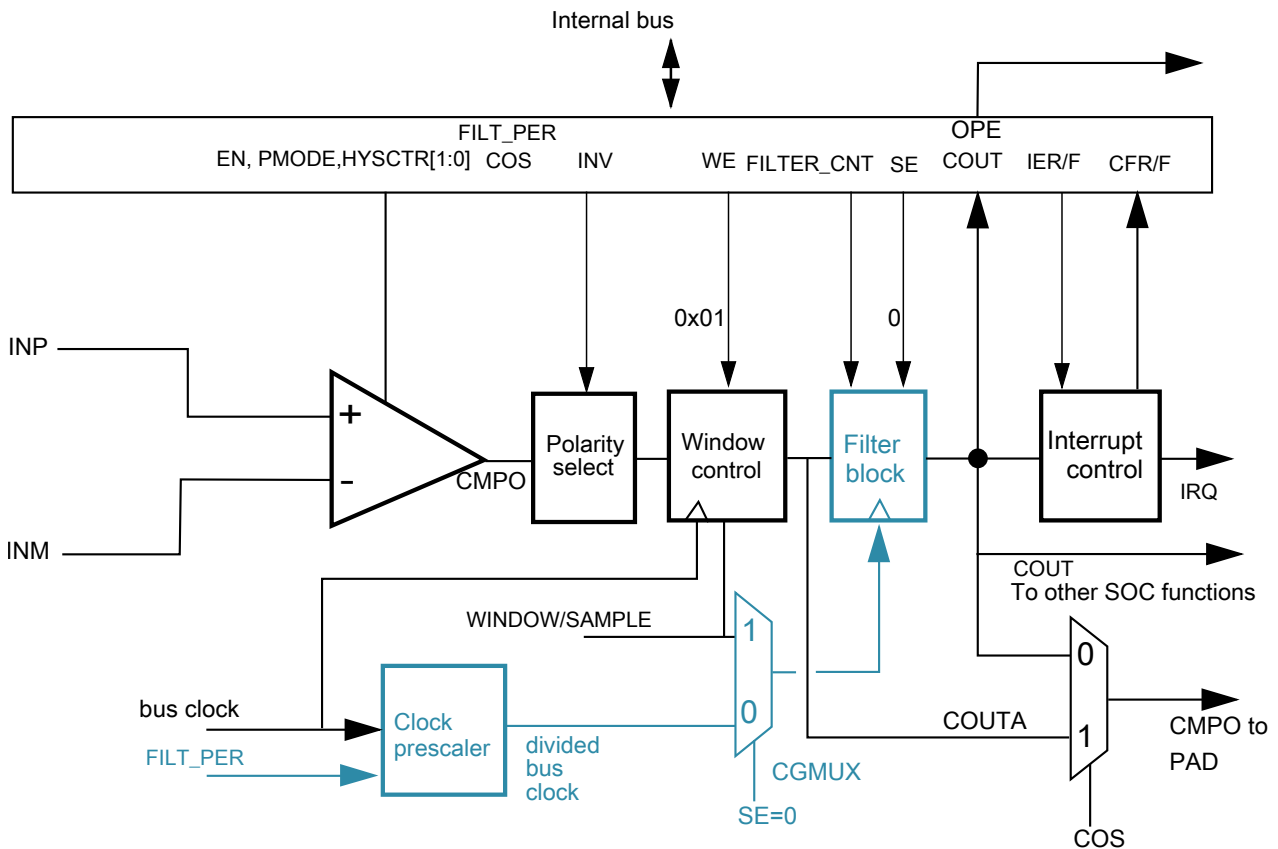 Internal bus
FILT_PER
OPE
EN, PMODE,HYSCTR[1:0]
COS
INV
WE
FILTER_CNT
SE
COUT
IER/F
CFR/F
0x01
0
INP
+
-
INM
CMPO
Polarity
select
Window
control
Filter
block
Interrupt
control
IRQ
COUT
To other SOC functions
WINDOW/SAMPLE
1
0
bus clock
FILT_PER
Clock
prescaler
divided
bus
clock
CGMUX
SE=0
COUTA
0
1
CMPO to
PAD
COS